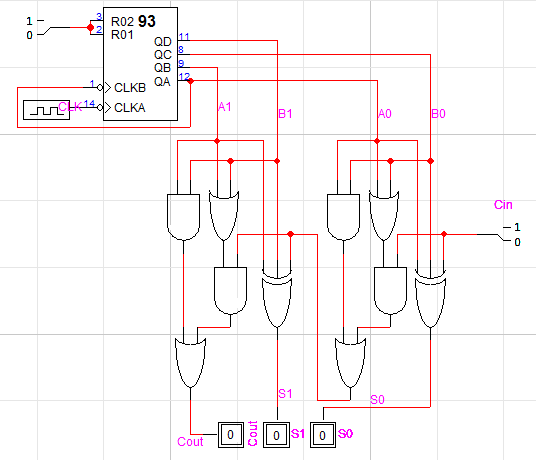 1
0
3 R02 93
2 R01
QD 11
QC 8
QB 9
QA 12
1 CLKB
CLK 14 CLKA
A1 B1 A0 B0
Cin
1
0
S1
S0
Cout
0 Cout
0 S1
0 S0